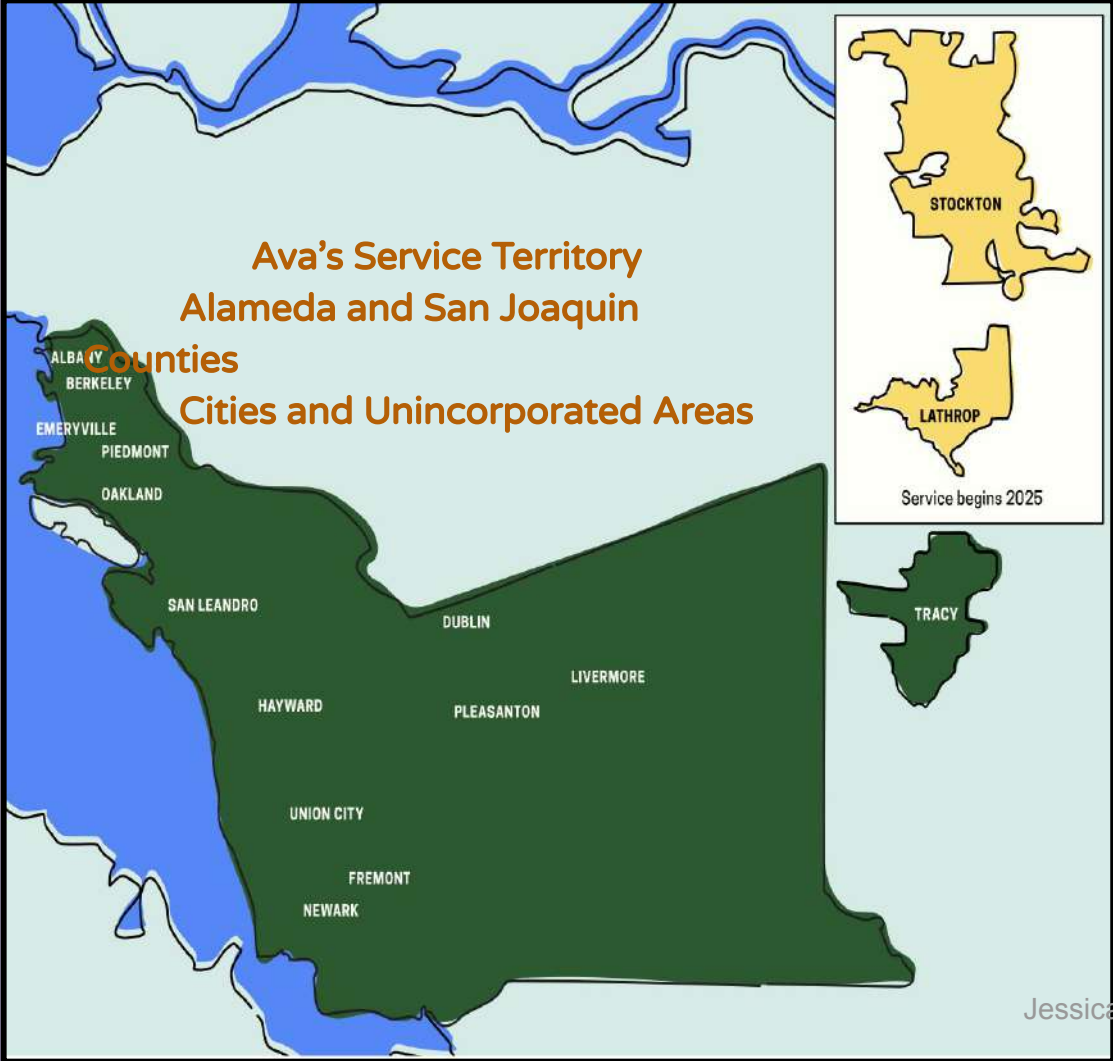 STOCKTON
Ava's Service Territory
Alameda and San Joaquin
Counties
Cities and Unincorporated Areas
ALBANY
BERKELEY
EMERYVILLE
PIEDMONT
OAKLAND
LATHROP
Service begins 2025
SAN LEANDRO
DUBLIN
TRACY
LIVERMORE
HAYWARD
PLEASANTON
UNION CITY
FREMONT
NEWARK
Jessica